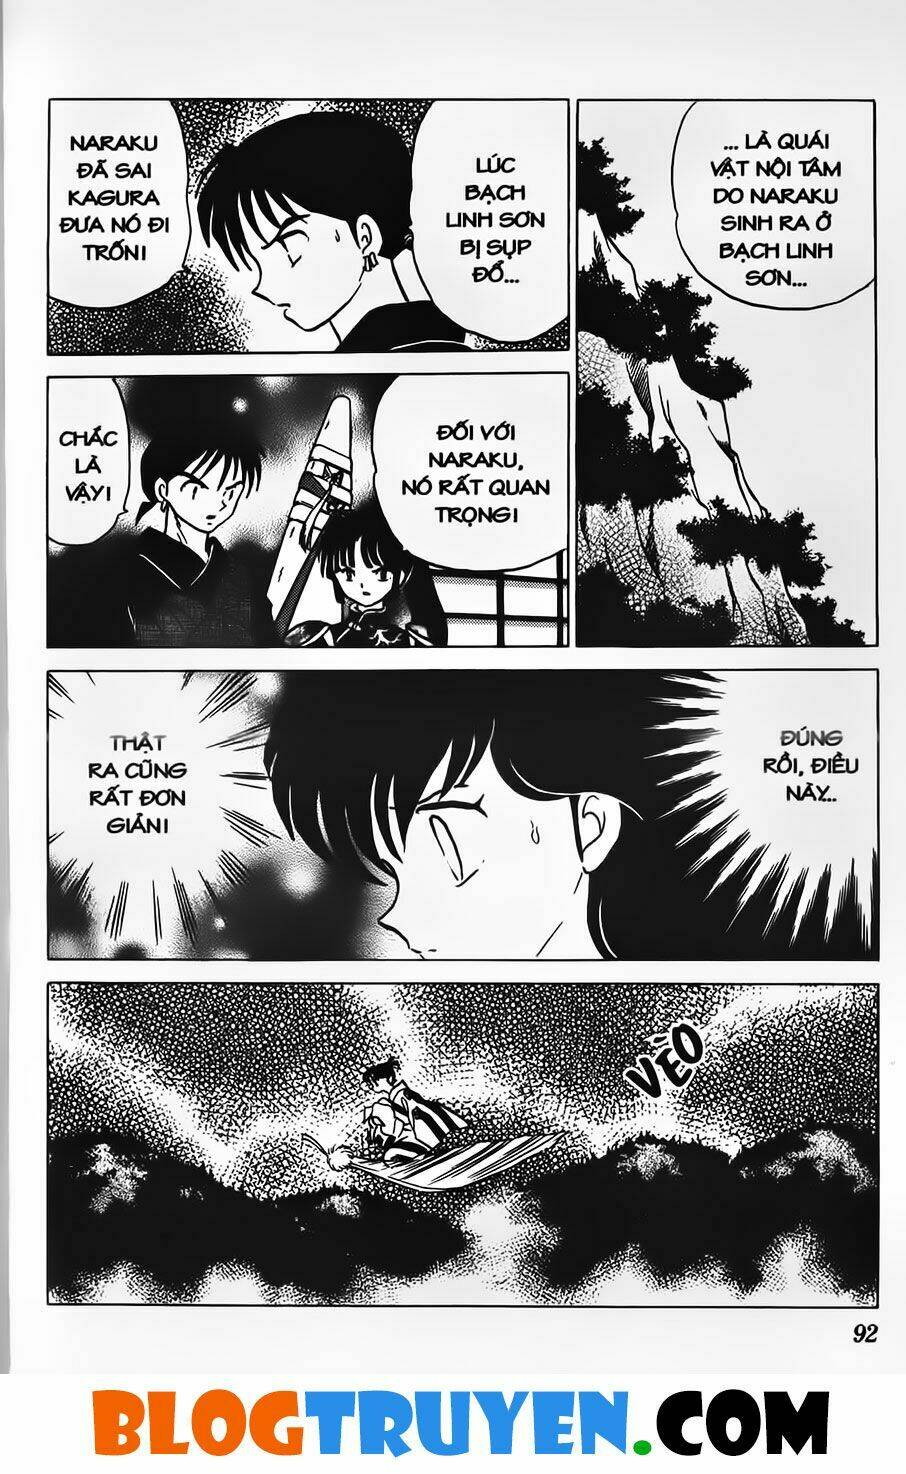 ... LÀ QUÁI
VẬT NỘI TÂM
DO NARAKU
SINH RA Ở
BẠCH LINH
SƠN...
LÚC
BẠCH
LINH SƠN
BỊ SỤP
ĐỔ...
NARAKU
ĐÃ SAI
KAGURA
ĐƯA NÓ ĐI
TRỐN!
ĐỐI VỚI
NARAKU,
NÓ RẤT QUAN
TRỌNG!
CHẮC
LÀ
VẬY!
ĐÚNG
RỒI, ĐIỀU
NÀY...
THẬT
RA CŨNG
RẤT ĐƠN
GIẢN!
VÈO
92
BLOGTRUYEN.COM